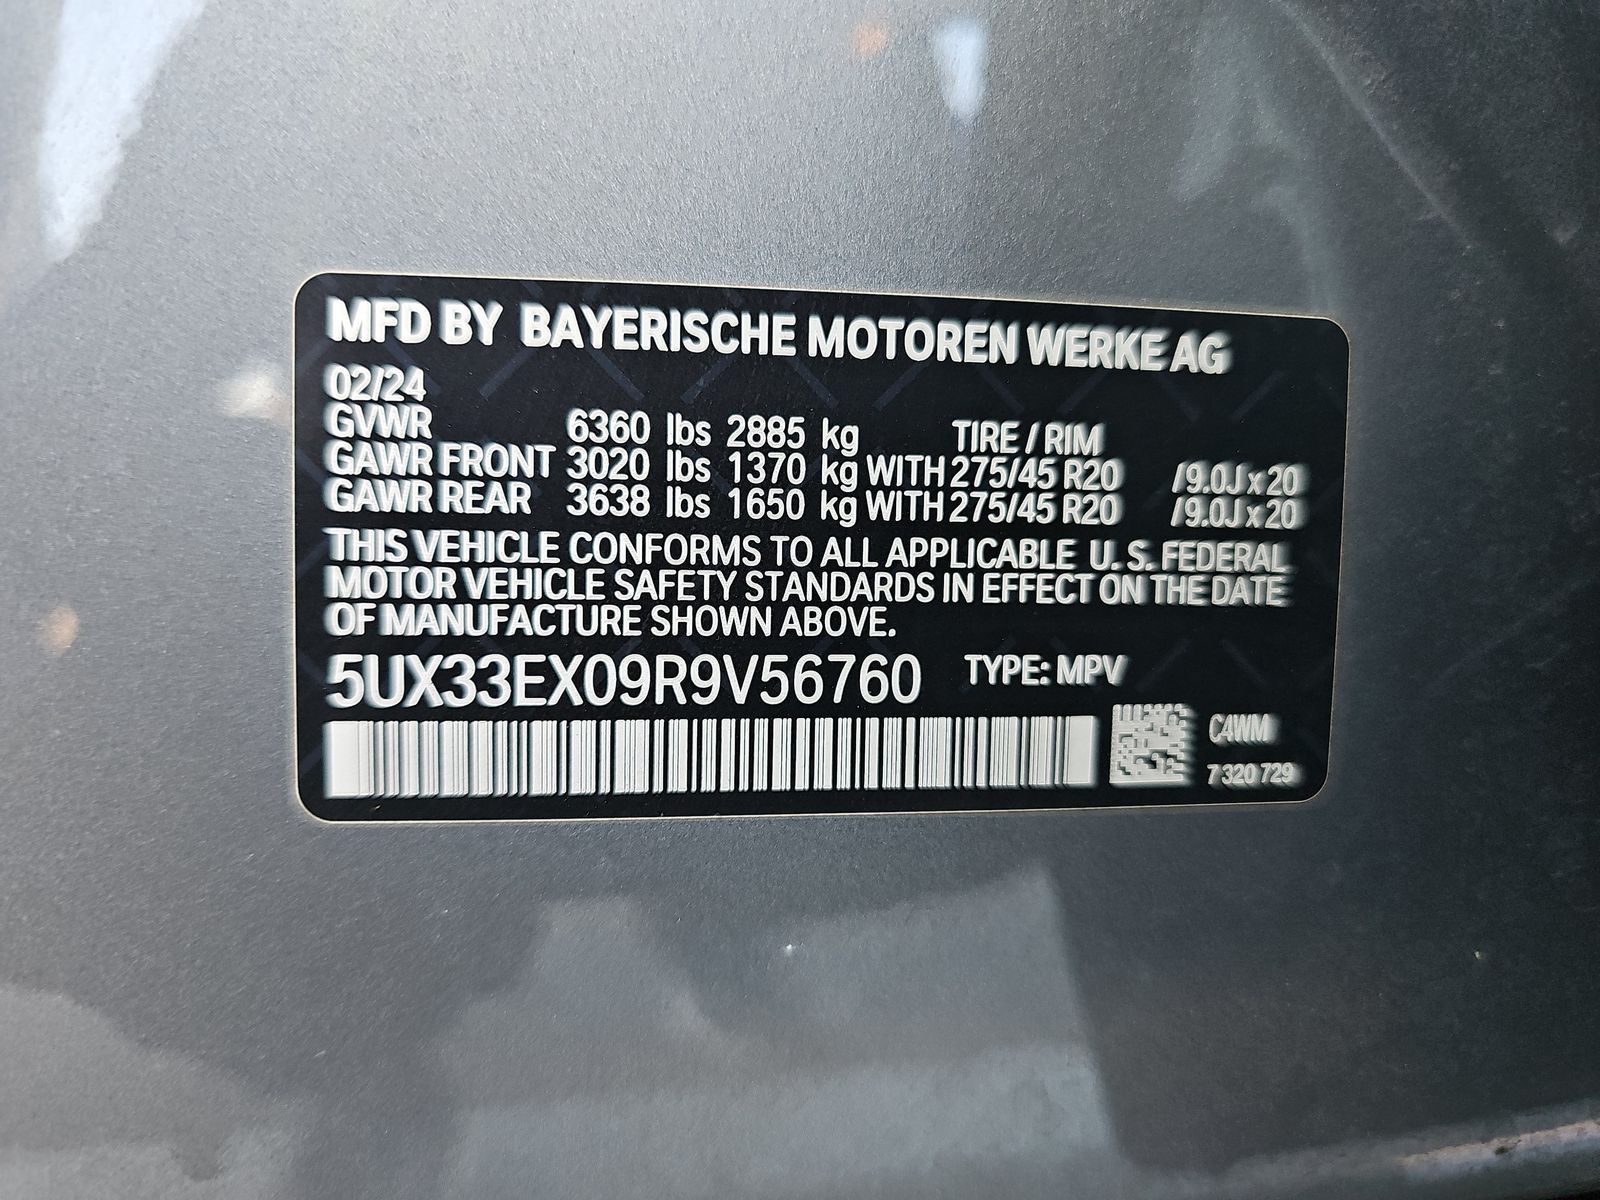 MFD BY BAYERISCHE MOTOREN WERKE AG
02/24
GVWR 6360 lbs 2885 kg TIRE / RIM
GAWR FRONT 3020 lbs 1370 kg WITH 275/45 R20 / 9.0J x 20
GAWR REAR 3638 lbs 1650 kg WITH 275/45 R20 / 9.0J x 20
THIS VEHICLE CONFORMS TO ALL APPLICABLE U. S. FEDERAL
MOTOR VEHICLE SAFETY STANDARDS IN EFFECT ON THE DATE
OF MANUFACTURE SHOWN ABOVE.
5UX33EX09R9V56760 TYPE: MPV
C4WM
7 320 729